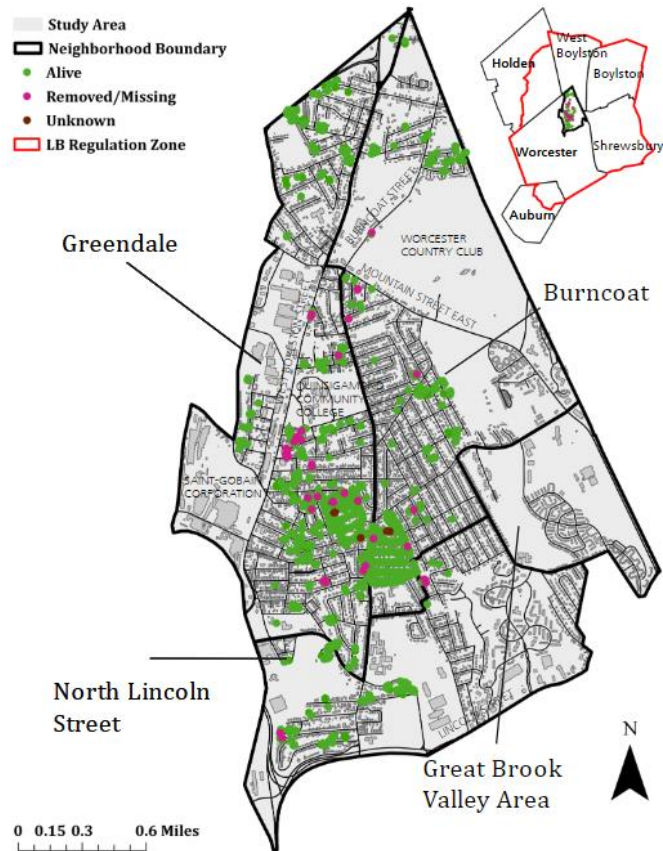 Study Area
Neighborhood Boundary
Alive
Removed/Missing
Unknown
LB Regulation Zone
West
Boylston
Holden
Boylston
Worcester
Shrewsbury
Auburn
BURNCOAT STREET
Greendale
WORCESTER
COUNTRY CLUB
MOUNTAIN STREET EAST
Burncoat
QUINSIGAMOND
COMMUNITY
COLLEGE
SAINT-GOBAIN
CORPORATION
North Lincoln
Street
LINCOLN STREET
Great Brook
Valley Area
N
0 0.15 0.3 0.6 Miles